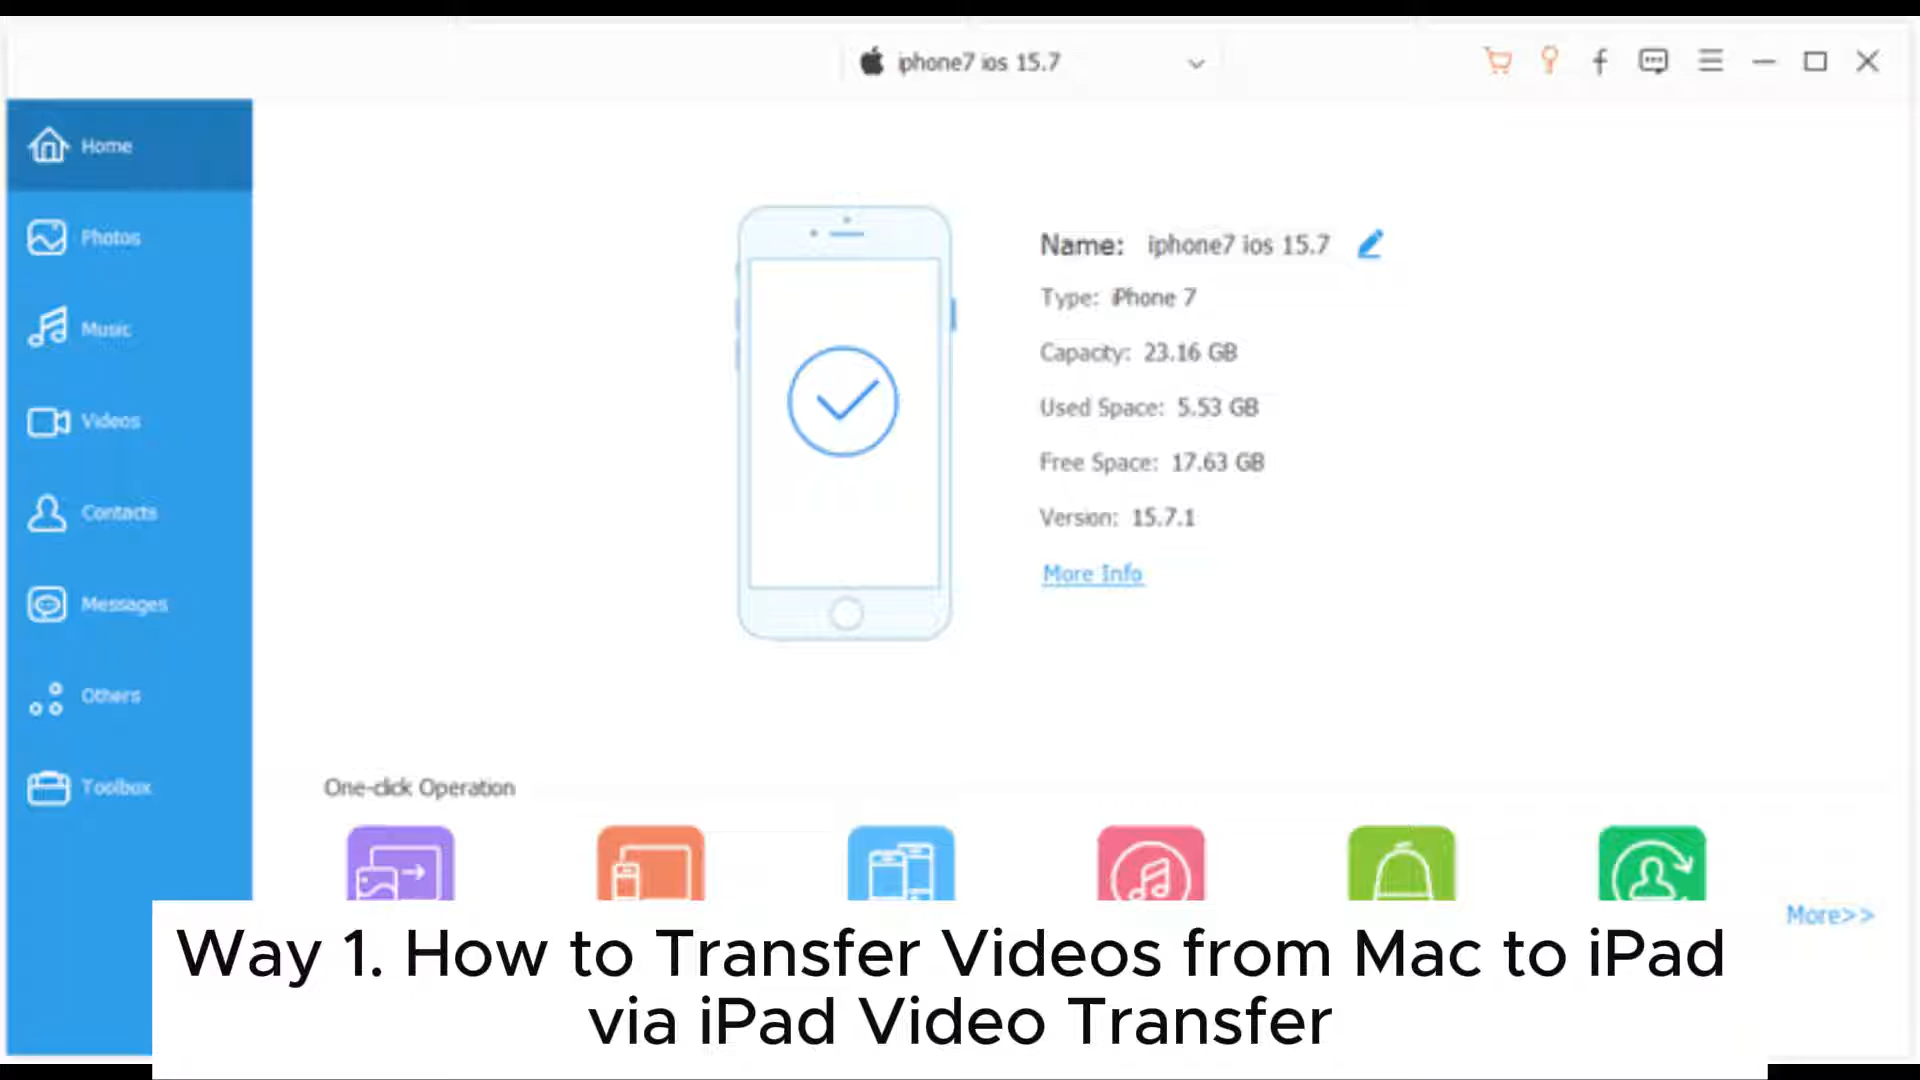 iphone7 ios 15.7
Home
Photos
Music
Videos
Contacts
Messages
Others
Toolbox
Name: iphone7 ios 15.7
Type: iPhone 7
Capacity: 23.16 GB
Used Space: 5.53 GB
Free Space: 17.63 GB
Version: 15.7.1
More Info
One-click Operation
More>>
Way 1. How to Transfer Videos from Mac to iPad
via iPad Video Transfer